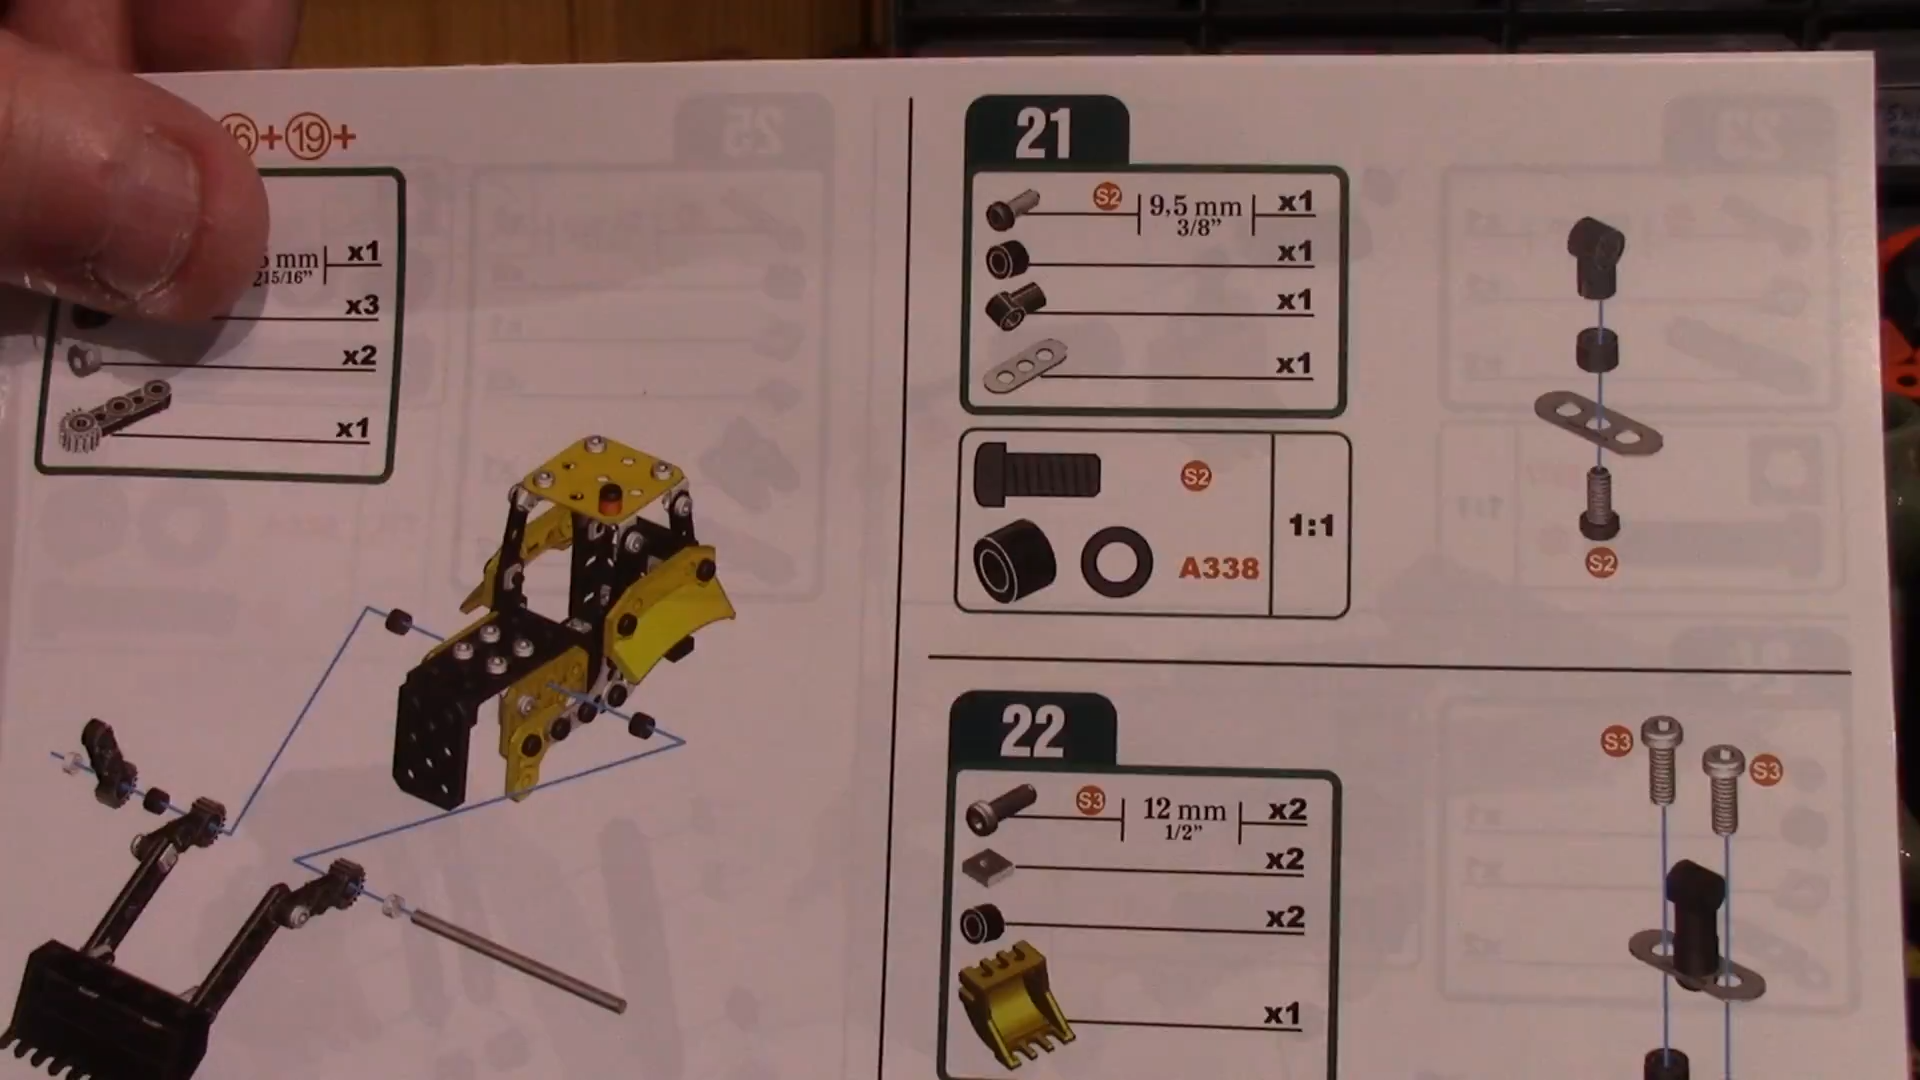 16+19+
mm x1
215/16"
x3
x2
x1
21
S2 9,5 mm x1
3/8"
x1
x1
x1
S2
1:1
A338
S2
22
S3 12 mm x2
1/2"
x2
x2
x1
S3
S3